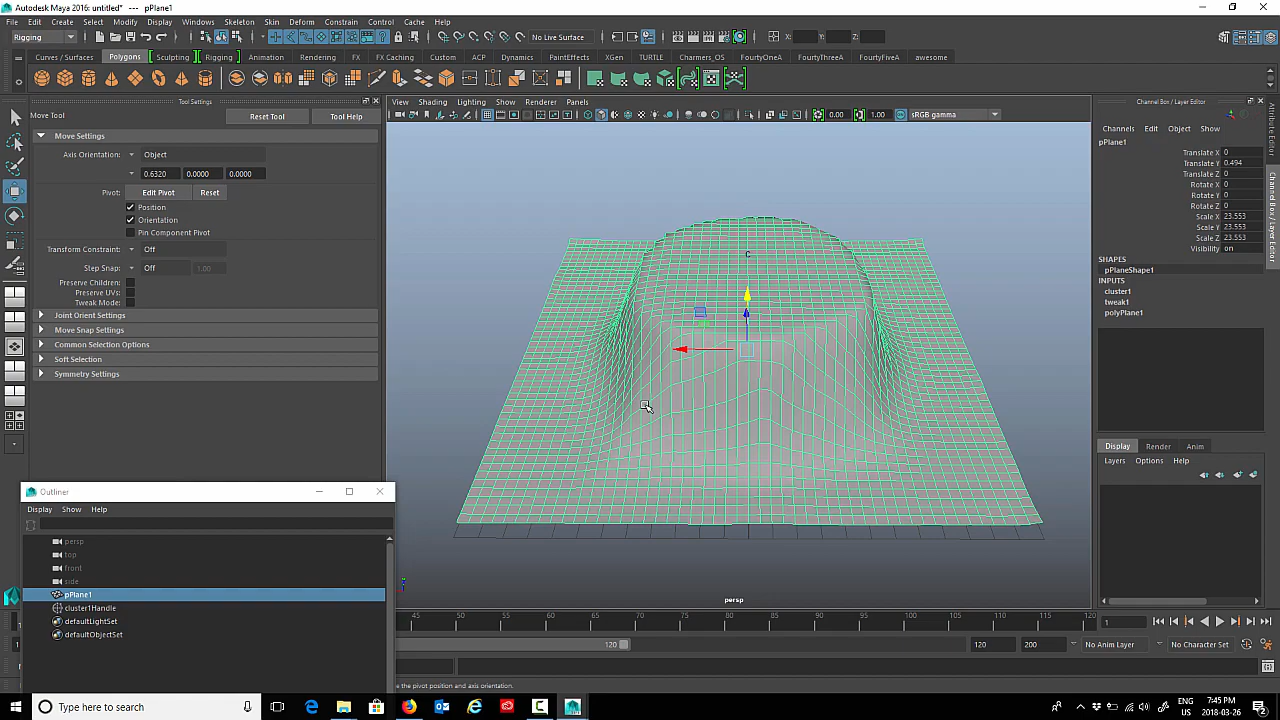 Autodesk Maya 2016: untitled* --- pPlane1
File Edit Create Select Modify Display Windows Skeleton Skin Deform Constrain Control Cache Help
Rigging
No Live Surface
X: Y: Z:
Curves / Surfaces Polygons Sculpting Rigging Animation Rendering FX FX Caching Custom ACP Dynamics PaintEffects XGen TURTLE Charmers_OS FourtyOneA FourtyThreeA FourtyFiveA awesome
Tool Settings
Move Tool
Reset Tool
Tool Help
Move Settings
Axis Orientation: Object
0.6320 0.0000 0.0000
Pivot: Edit Pivot Reset
Position
Orientation
Pin Component Pivot
Transform Constraint: Off
Step Snap: Off 1.00
Preserve Children:
Preserve UVs:
Tweak Mode:
Joint Orient Settings
Move Snap Settings
Common Selection Options
Soft Selection
Symmetry Settings
View Shading Lighting Show Renderer Panels
0.00 1.00 sRGB gamma
C
persp
Channel Box / Layer Editor
Channels Edit Object Show
pPlane1
Translate X 0
Translate Y 0.494
Translate Z 0
Rotate X 0
Rotate Y 0
Rotate Z 0
Scale X 23.553
Scale Y 23.553
Scale Z 23.553
Visibility on
SHAPES
pPlaneShape1
INPUTS
cluster1
tweak1
polyPlane1
Attribute Editor
Channel Box / Layer Editor
Display Render Anim
Layers Options Help
Outliner
Display Show Help
persp
top
front
side
pPlane1
cluster1Handle
defaultLightSet
defaultObjectSet
45 50 55 60 65 70 75 80 85 90 95 100 105 110 115 120
1
120
120 200 No Anim Layer No Character Set
the pivot position and axis orientation.
Type here to search
ENG
US
7:45 PM
2018-03-26